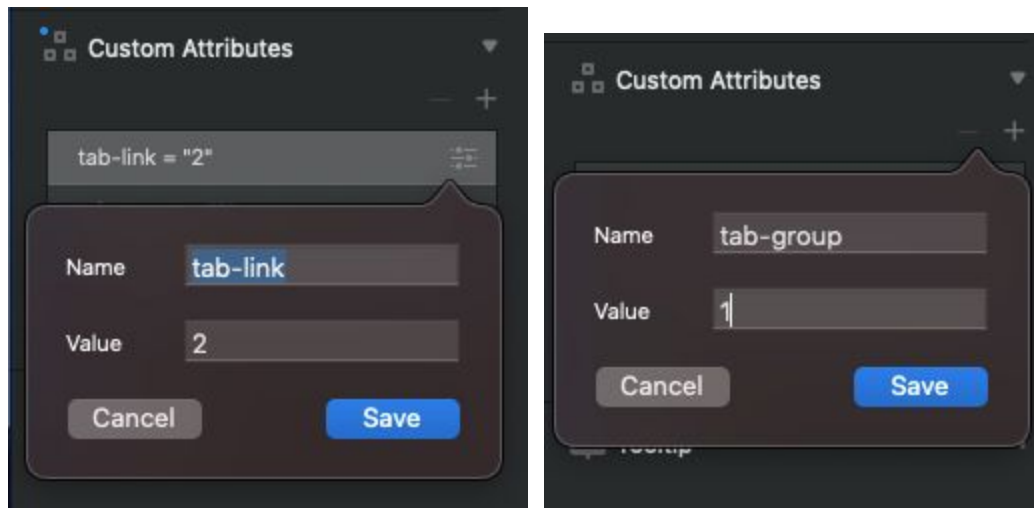 Custom Attributes
tab-link = "2"
Name tab-link
Value 2
Cancel Save
Custom Attributes
Name tab-group
Value 1
Cancel Save
Tooltip